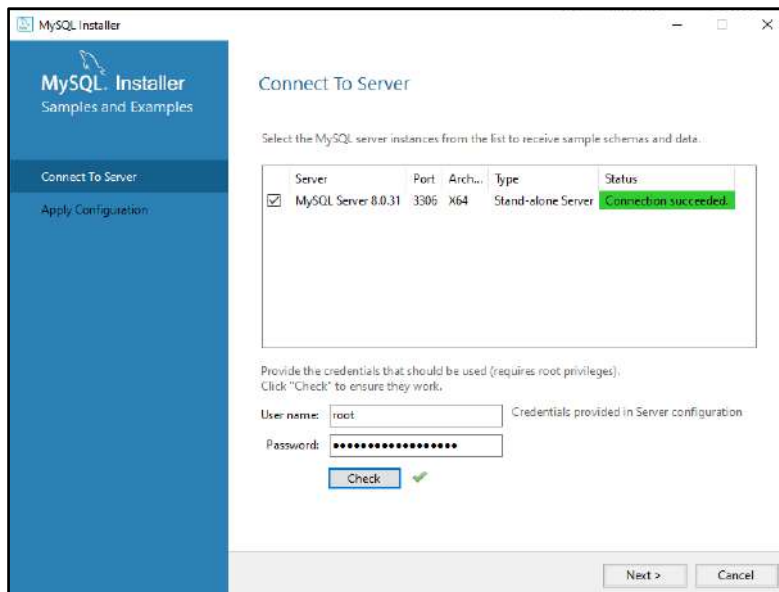 MySQL Installer
MySQL. Installer
Samples and Examples
Connect To Server
Apply Configuration
Connect To Server
Select the MySQL server instances from the list to receive sample schemas and data.
Server Port Arch... Type Status
MySQL Server 8.0.31 3306 X64 Stand-alone Server Connection succeeded.
Provide the credentials that should be used (requires root privileges).
Click "Check" to ensure they work.
User name: root Credentials provided in Server configuration
Password: ••••••••••••••••••
Check
Next > Cancel